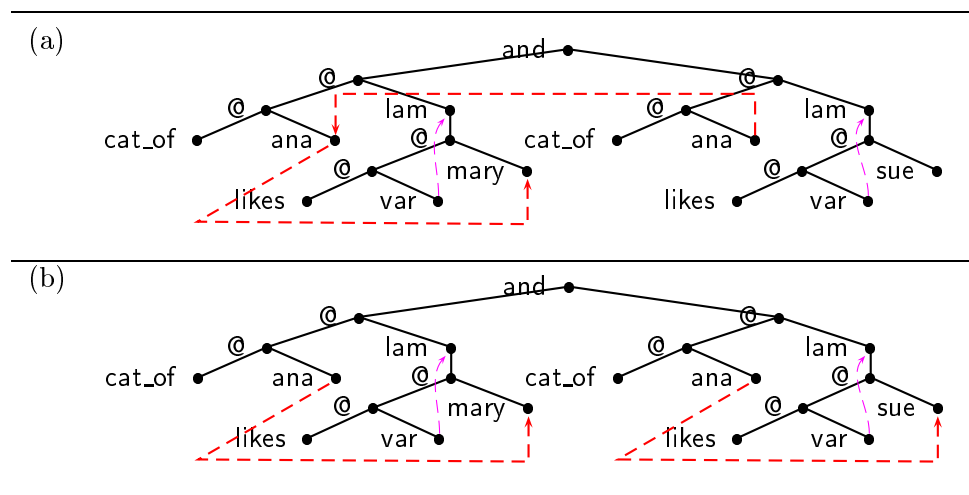 (a)
and
@ @
@ lam @ lam
cat_of ana @ cat_of ana @
@ mary @ sue
likes var likes var
(b)
and
@ @
@ lam @ lam
cat_of ana @ cat_of ana @
@ mary @ sue
likes var likes var